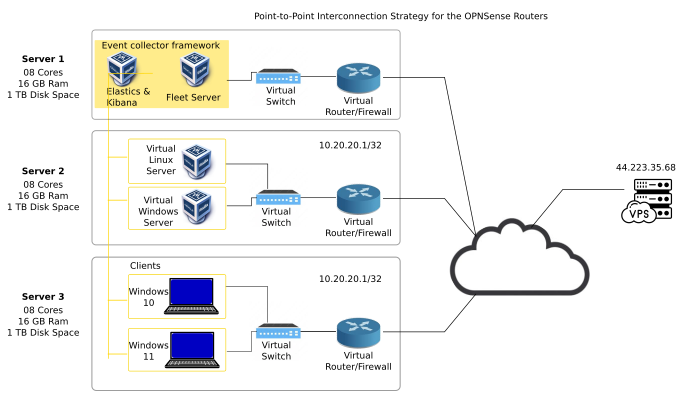 Point-to-Point Interconnection Strategy for the OPNSense Routers
Server 1
08 Cores
16 GB Ram
1 TB Disk Space
Event collector framework
Elastics &
Kibana
Fleet Server
Virtual
Switch
Virtual
Router/Firewall
Server 2
08 Cores
16 GB Ram
1 TB Disk Space
Virtual
Linux
Server
Virtual
Windows
Server
Virtual
Switch
10.20.20.1/32
Virtual
Router/Firewall
44.223.35.68
VPS
Server 3
08 Cores
16 GB Ram
1 TB Disk Space
Clients
Windows
10
Windows
11
Virtual
Switch
10.20.20.1/32
Virtual
Router/Firewall